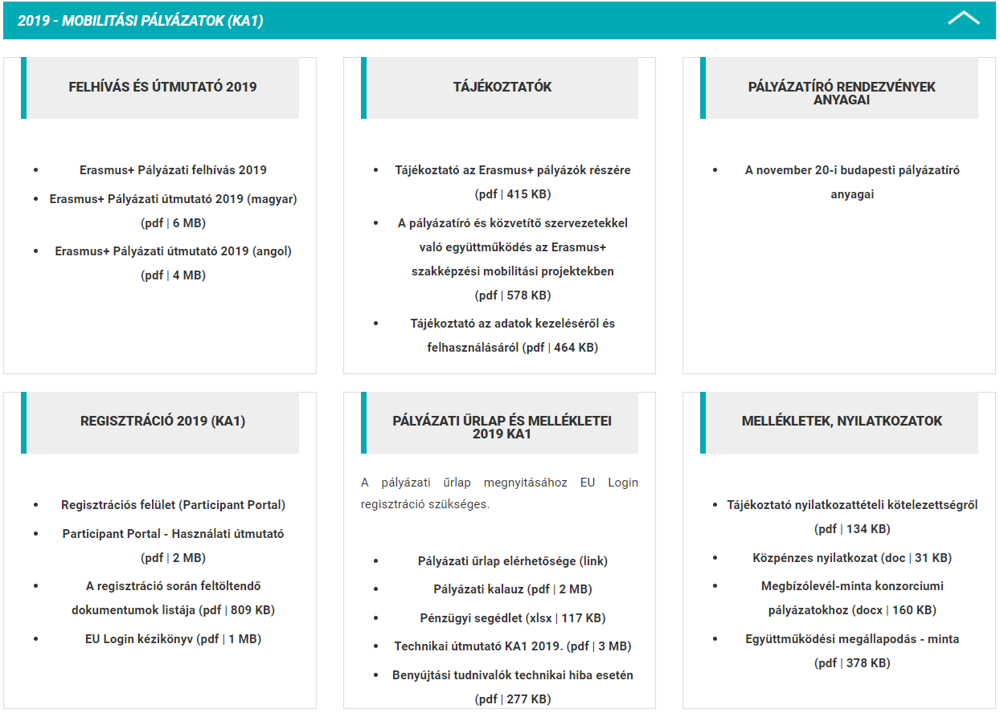 2019 - MOBILITÁSI PÁLYÁZATOK (KA1)
FELHÍVÁS ÉS ÚTMUTATÓ 2019
• Erasmus+ Pályázati felhívás 2019
• Erasmus+ Pályázati útmutató 2019 (magyar)
(pdf | 6 MB)
• Erasmus+ Pályázati útmutató 2019 (angol)
(pdf | 4 MB)
TÁJÉKOZTATÓK
• Tájékoztató az Erasmus+ pályázók részére
(pdf | 415 KB)
• A pályázatíró és közvetítő szervezetekkel
való együttműködés az Erasmus+
szakképzési mobilitási projektekben
(pdf | 578 KB)
• Tájékoztató az adatok kezeléséről és
felhasználásáról (pdf | 464 KB)
PÁLYÁZATÍRÓ RENDEZVÉNYEK
ANYAGAI
• A november 20-i budapesti pályázatíró
anyagai
REGISZTRÁCIÓ 2019 (KA1)
• Regisztrációs felület (Participant Portal)
• Participant Portal - Használati útmutató
(pdf | 2 MB)
• A regisztráció során feltöltendő
dokumentumok listája (pdf | 809 KB)
• EU Login kézikönyv (pdf | 1 MB)
PÁLYÁZATI ŰRLAP ÉS MELLÉKLETEI
2019 KA1
A pályázati űrlap megnyitásához EU Login
regisztráció szükséges.
• Pályázati űrlap elérhetősége (link)
• Pályázati kalauz (pdf | 2 MB)
• Pénzügyi segédlet (xlsx | 117 KB)
• Technikai útmutató KA1 2019. (pdf | 3 MB)
• Benyújtási tudnivalók technikai hiba esetén
(pdf | 277 KB)
MELLÉKLETEK, NYILATKOZATOK
• Tájékoztató nyilatkozattételi kötelezettségről
(pdf | 134 KB)
• Közpénzes nyilatkozat (doc | 31 KB)
• Megbízólevél-minta konzorciumi
pályázatokhoz (docx | 160 KB)
• Együttműködési megállapodás - minta
(pdf | 378 KB)